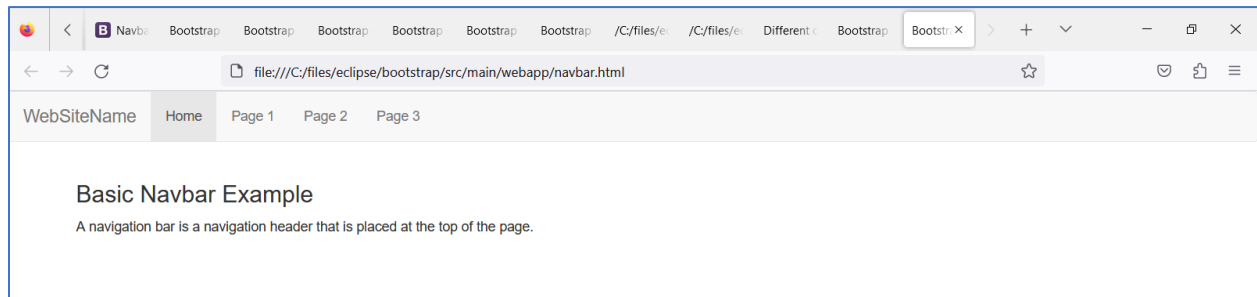 B Navba Bootstrap Bootstrap Bootstrap Bootstrap Bootstrap Bootstrap /C:/files/ec /C:/files/ec Different c Bootstrap Bootstr
file:///C:/files/eclipse/bootstrap/src/main/webapp/navbar.html
WebSiteName Home Page 1 Page 2 Page 3
Basic Navbar Example
A navigation bar is a navigation header that is placed at the top of the page.